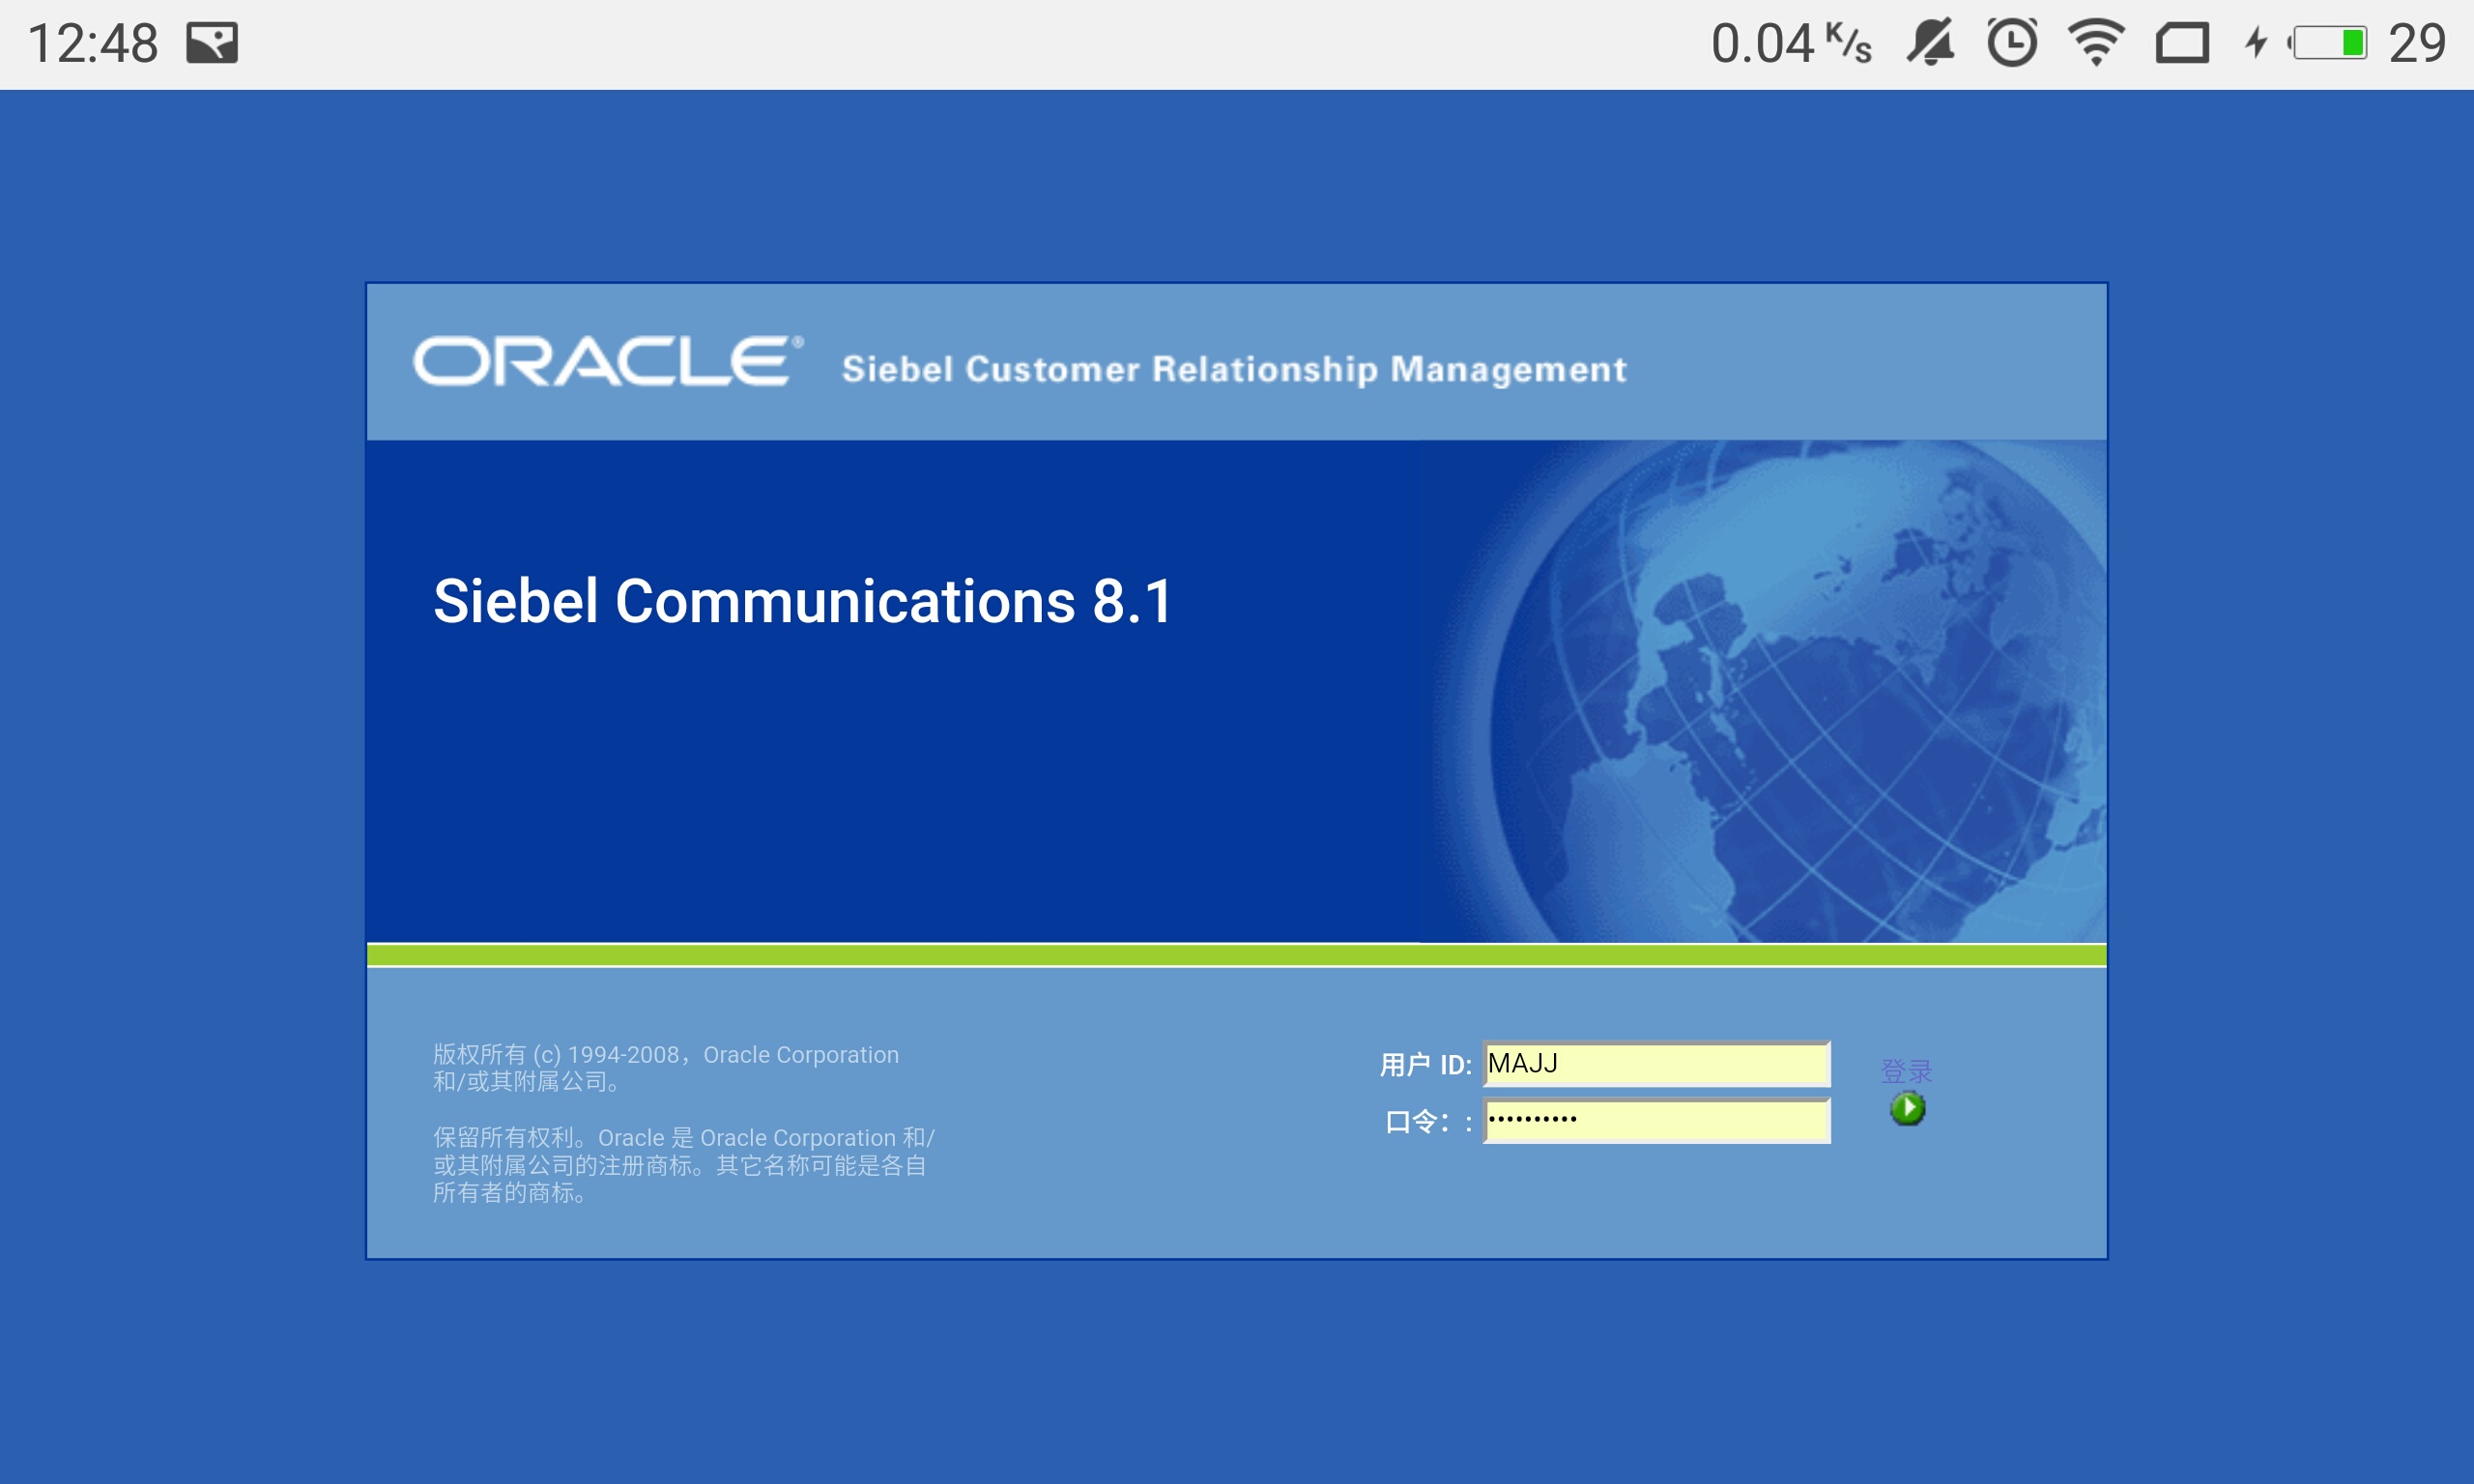 12:48 0.04 K/s 29
ORACLE® Siebel Customer Relationship Management
Siebel Communications 8.1
版权所有 (c) 1994-2008，Oracle Corporation
和/或其附属公司。
保留所有权利。Oracle 是 Oracle Corporation 和/
或其附属公司的注册商标。其它名称可能是各自
所有者的商标。
用户 ID: MAJJ
口令：: ••••••••••
登录